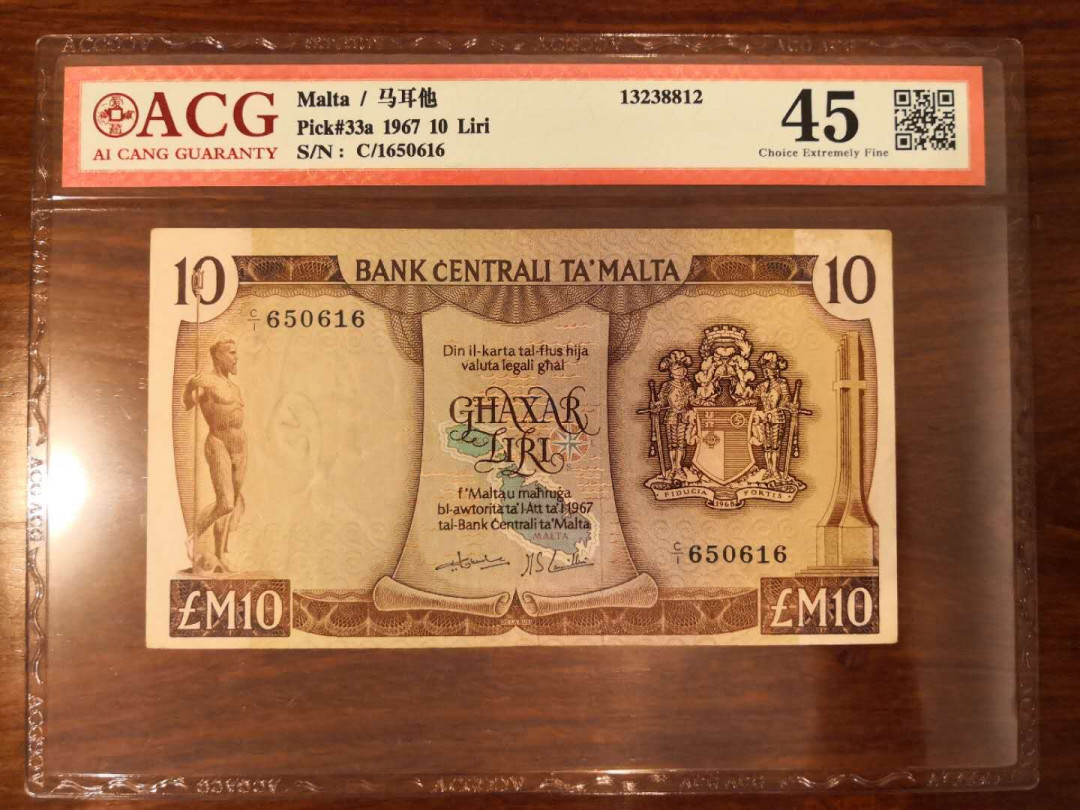 ACG
AI CANG GUARANTY
Malta / 马耳他
Pick#33a 1967 10 Liri
S/N : C/1650616
13238812
45
Choice Extremely Fine
10
BANK ĊENTRALI TA' MALTA
10
C/1 650616
Din il-karta tal-flus hija
valuta legali għal
GĦAXAR
LIRI
f'Malta u maħruġa
bl-awtorita ta' l-Att ta' l-1967
tal-Bank Ċentrali ta' Malta
MALTA
FIDUCIA FORTIS
1968
C/1 650616
£M10
£M10
ACG ACG